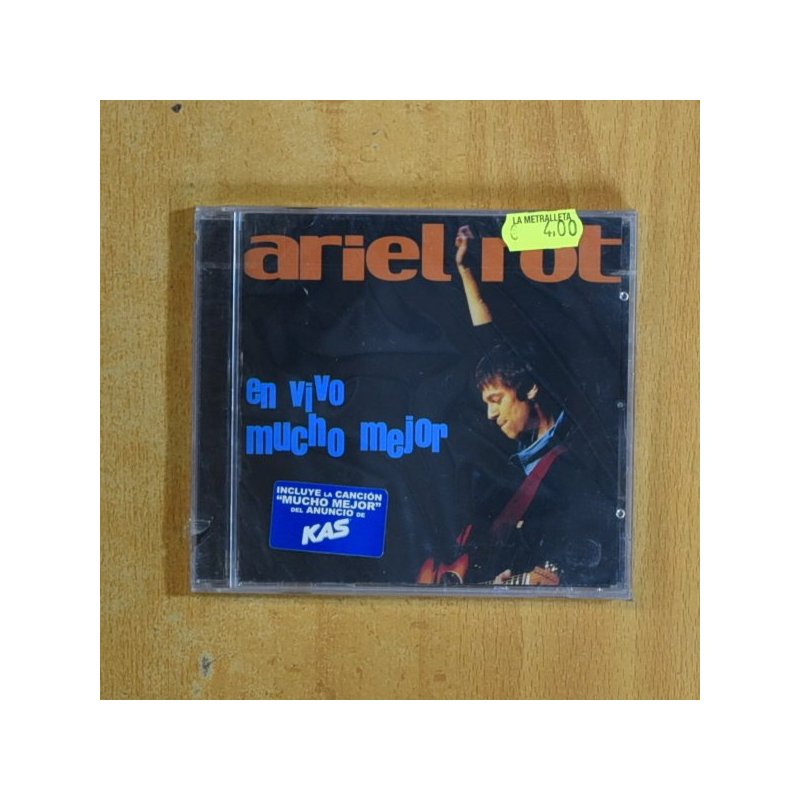 LA METRALLETA
€ 4,00
ariel rot
en vivo
mucho mejor
INCLUYE LA CANCIÓN
"MUCHO MEJOR"
DEL ANUNCIO DE
KAS